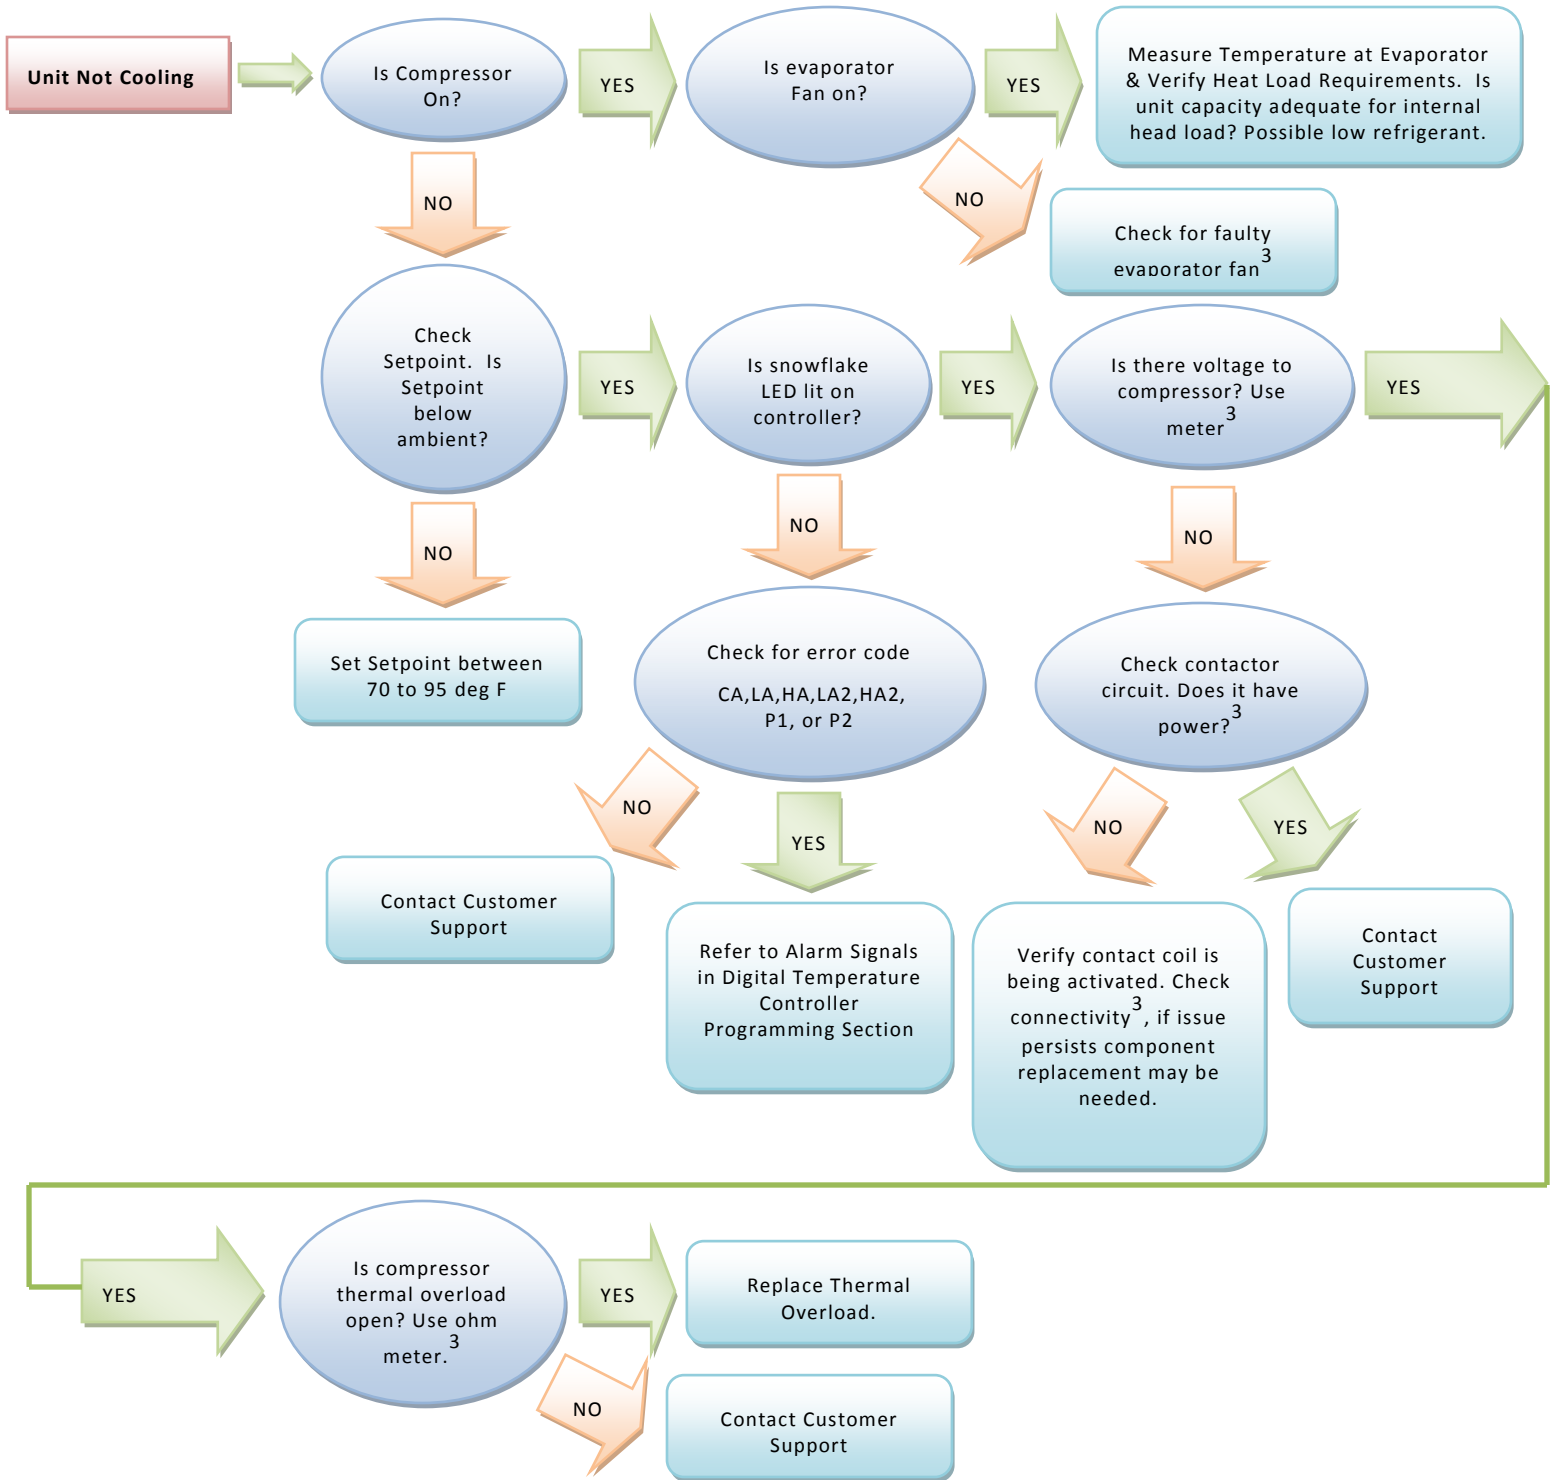 Unit Not Cooling
Is Compressor
On?
YES
Is evaporator
Fan on?
YES
Measure Temperature at Evaporator
& Verify Heat Load Requirements. Is
unit capacity adequate for internal
head load? Possible low refrigerant.
NO
NO
Check for faulty
evaporator fan3
Check
Setpoint. Is
Setpoint
below
ambient?
YES
Is snowflake
LED lit on
controller?
YES
Is there voltage to
compressor? Use
meter3
YES
NO
NO
NO
Set Setpoint between
70 to 95 deg F
Check for error code
CA,LA,HA,LA2,HA2,
P1, or P2
Check contactor
circuit. Does it have
power?3
NO
YES
NO
YES
Contact Customer
Support
Refer to Alarm Signals
in Digital Temperature
Controller
Programming Section
Verify contact coil is
being activated. Check
connectivity3, if issue
persists component
replacement may be
needed.
Contact
Customer
Support
YES
Is compressor
thermal overload
open? Use ohm
meter.3
YES
Replace Thermal
Overload.
NO
Contact Customer
Support